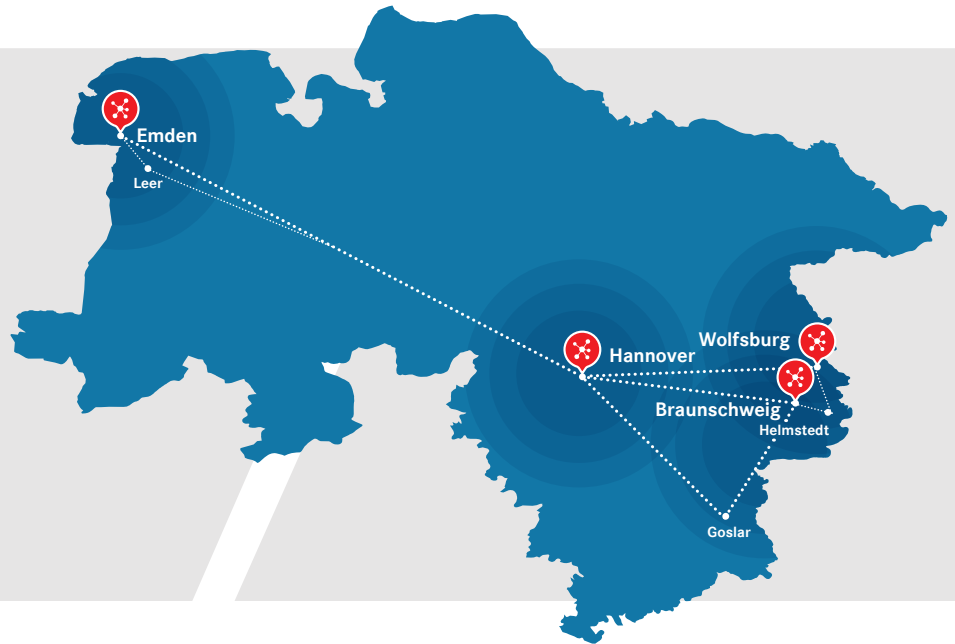 Emden
Leer
Wolfsburg
Hannover
Braunschweig
Helmstedt
Goslar